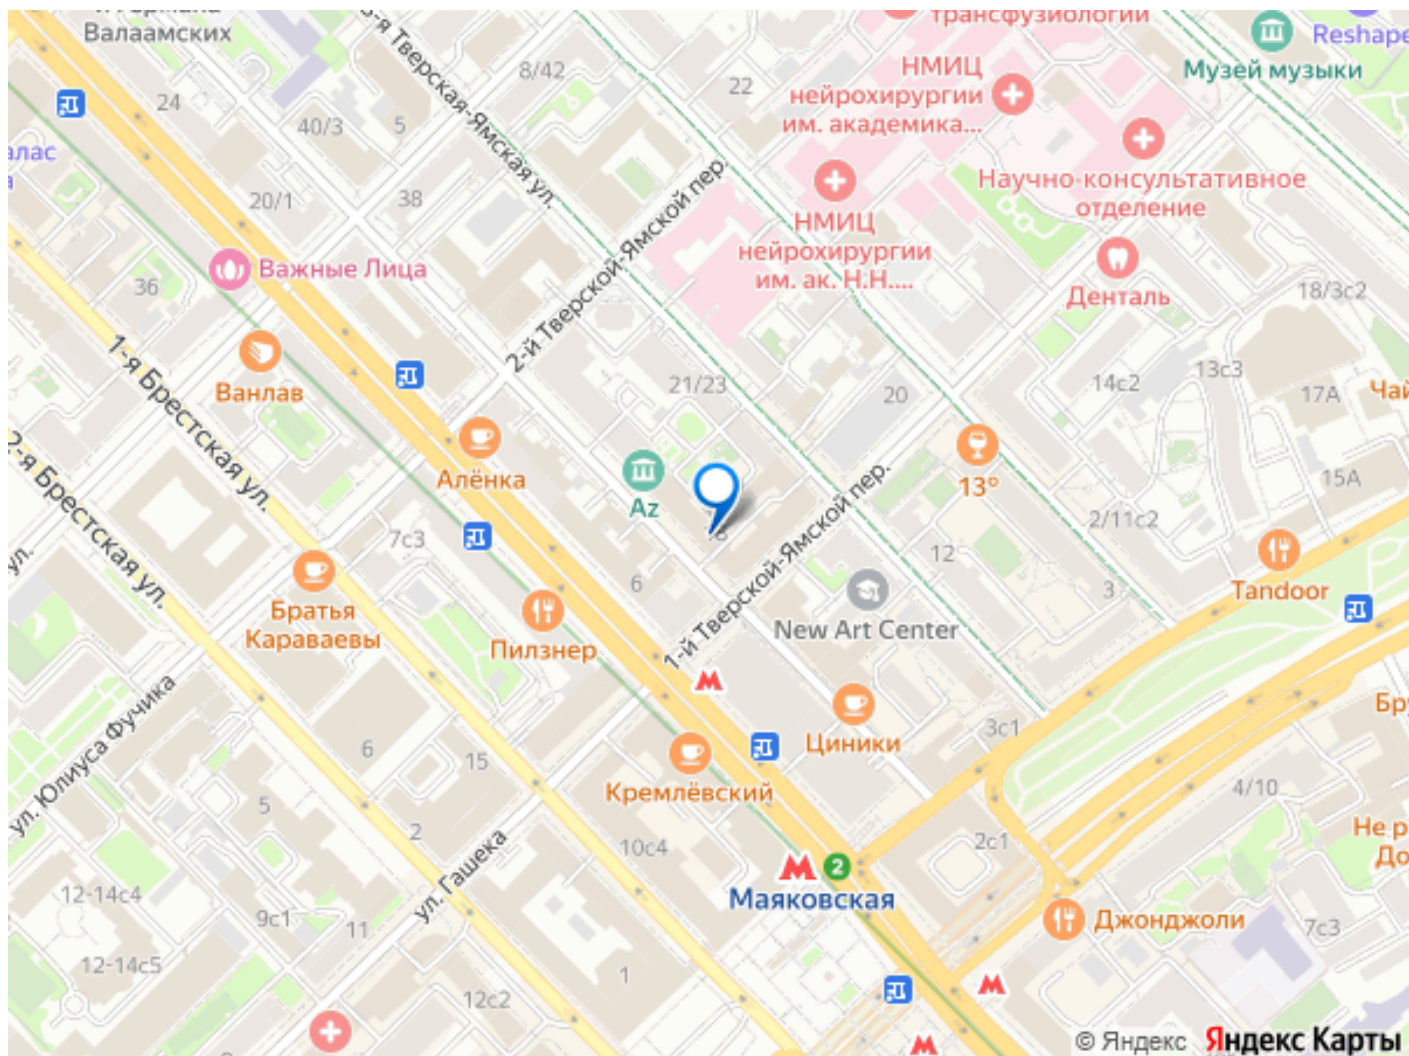 Валаамских
трансфузиологии
Reshape
Музей музыки
3-я Тверская-Ямская ул.
8/42
22
НМИЦ
нейрохирургии
им. академика...
24
40/3
5
Научно-консультативное
отделение
НМИЦ
нейрохирургии
им. ак. Н.Н....
20/1
38
2-й Тверской-Ямской пер.
Важные Лица
36
Денталь
18/3с2
1-я Брестская ул.
Ванлав
21/23
20
14с2
13с3
17А
Чай
2-я Брестская ул.
Алёнка
Az
13°
15А
7с3
6
12
2/11с2
3
1-й Тверской-Ямской пер.
Tandoor
Братья
Караваевы
Пилзнер
New Art Center
ул. Юлиуса Фучика
6
15
Циники
3с1
Кремлёвский
4/10
5
2
10с4
2с1
ул. Гашека
2
Маяковская
12-14с4
9с1
11
Джонджоли
7с3
12-14с5
1
12с2
© Яндекс Яндекс Карты